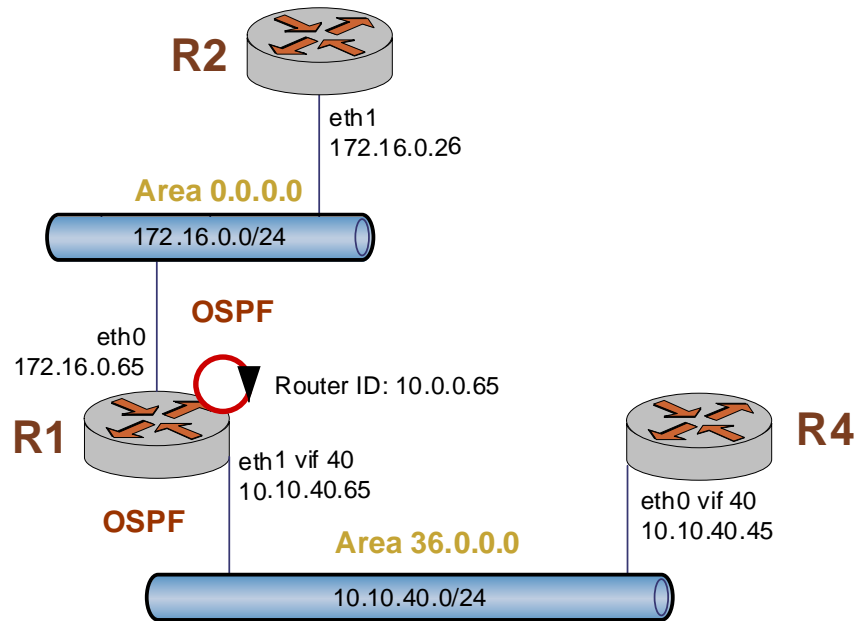 R2
eth1
172.16.0.26
Area 0.0.0.0
172.16.0.0/24
OSPF
eth0
172.16.0.65
Router ID: 10.0.0.65
R1
R4
eth1 vif 40
10.10.40.65
eth0 vif 40
10.10.40.45
OSPF
Area 36.0.0.0
10.10.40.0/24